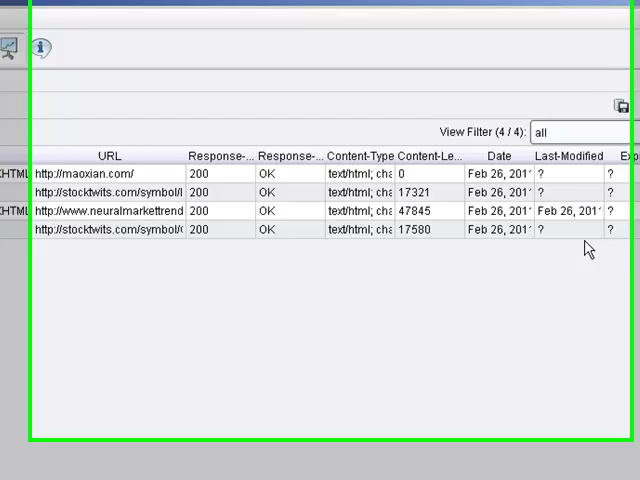 View Filter (4 / 4): all
URL Response-... Response-... Content-Type Content-Le... Date Last-Modified Exp
XHTML http://maoxian.com/ 200 OK text/html; cha 0 Feb 26, 201 ? ?
http://stocktwits.com/symbol/ 200 OK text/html; cha 17321 Feb 26, 201 ? ?
XHTML http://www.neuralmarkettrend 200 OK text/html; cha 47845 Feb 26, 201 Feb 26, 201 ?
http://stocktwits.com/symbol/ 200 OK text/html; cha 17580 Feb 26, 201 ? ?